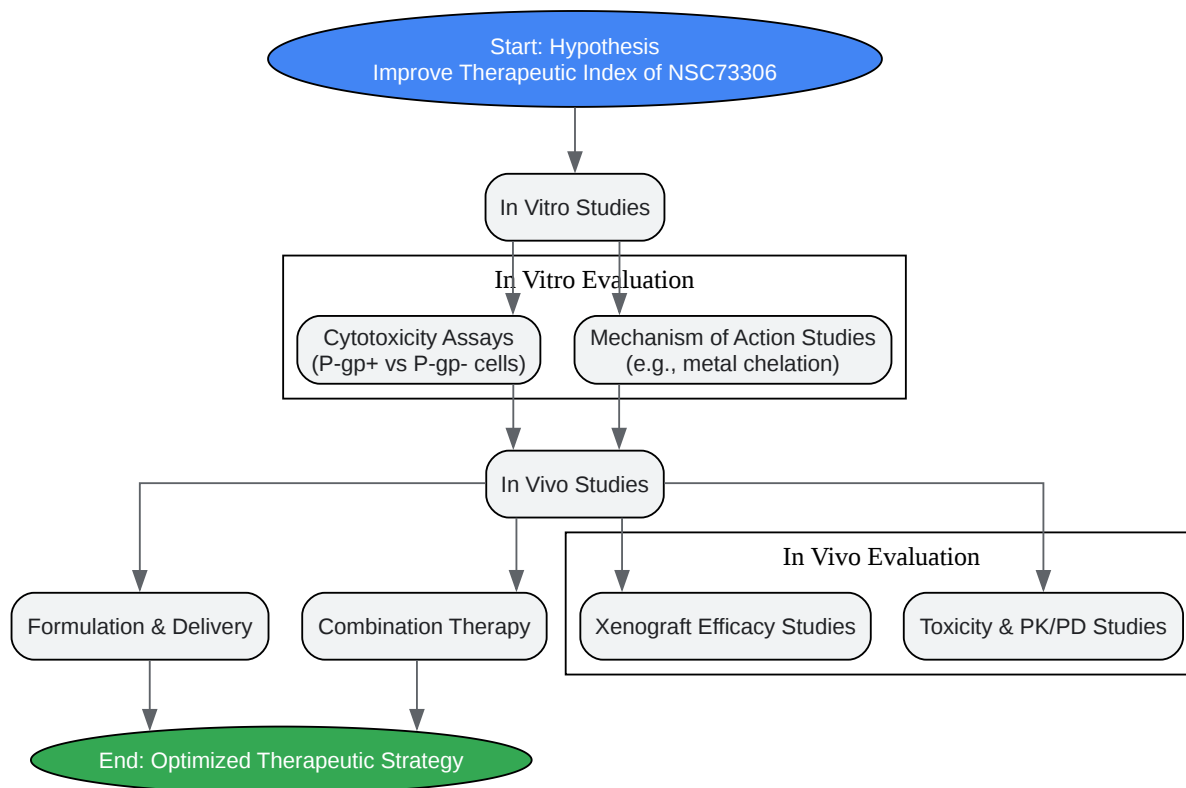 Start: Hypothesis
Improve Therapeutic Index of NSC73306
In Vitro Studies
In Vitro Evaluation
Cytotoxicity Assays
(P-gp+ vs P-gp- cells)
Mechanism of Action Studies
(e.g., metal chelation)
In Vivo Studies
In Vivo Evaluation
Formulation & Delivery
Combination Therapy
Xenograft Efficacy Studies
Toxicity & PK/PD Studies
End: Optimized Therapeutic Strategy